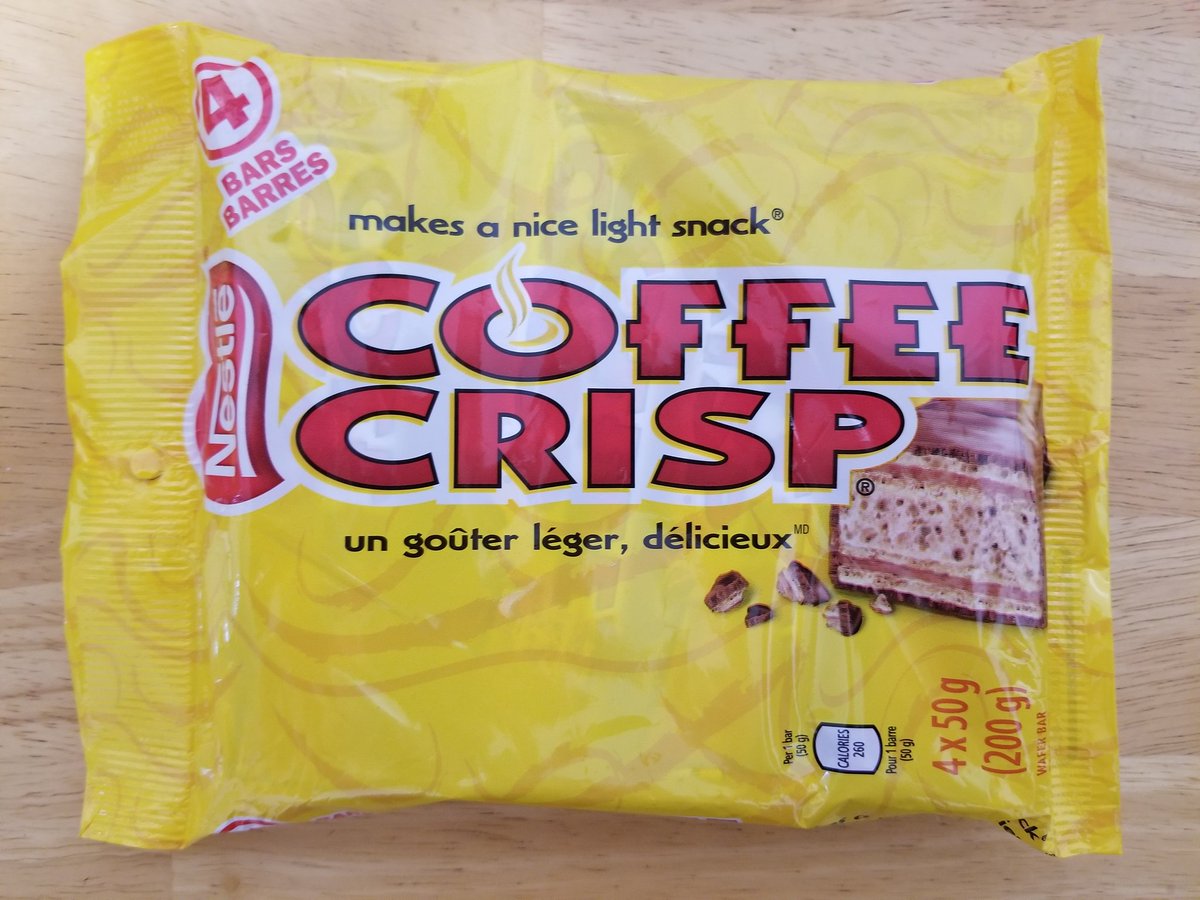 4
BARS
BARRES
makes a nice light snack®
Nestlé
COFFEE
CRISP®
un goûter léger, délicieux MD
Per 1 bar
(50 g)
CALORIES
260
Pour 1 barre
(50 g)
4 x 50 g
(200 g)
WAFER BAR